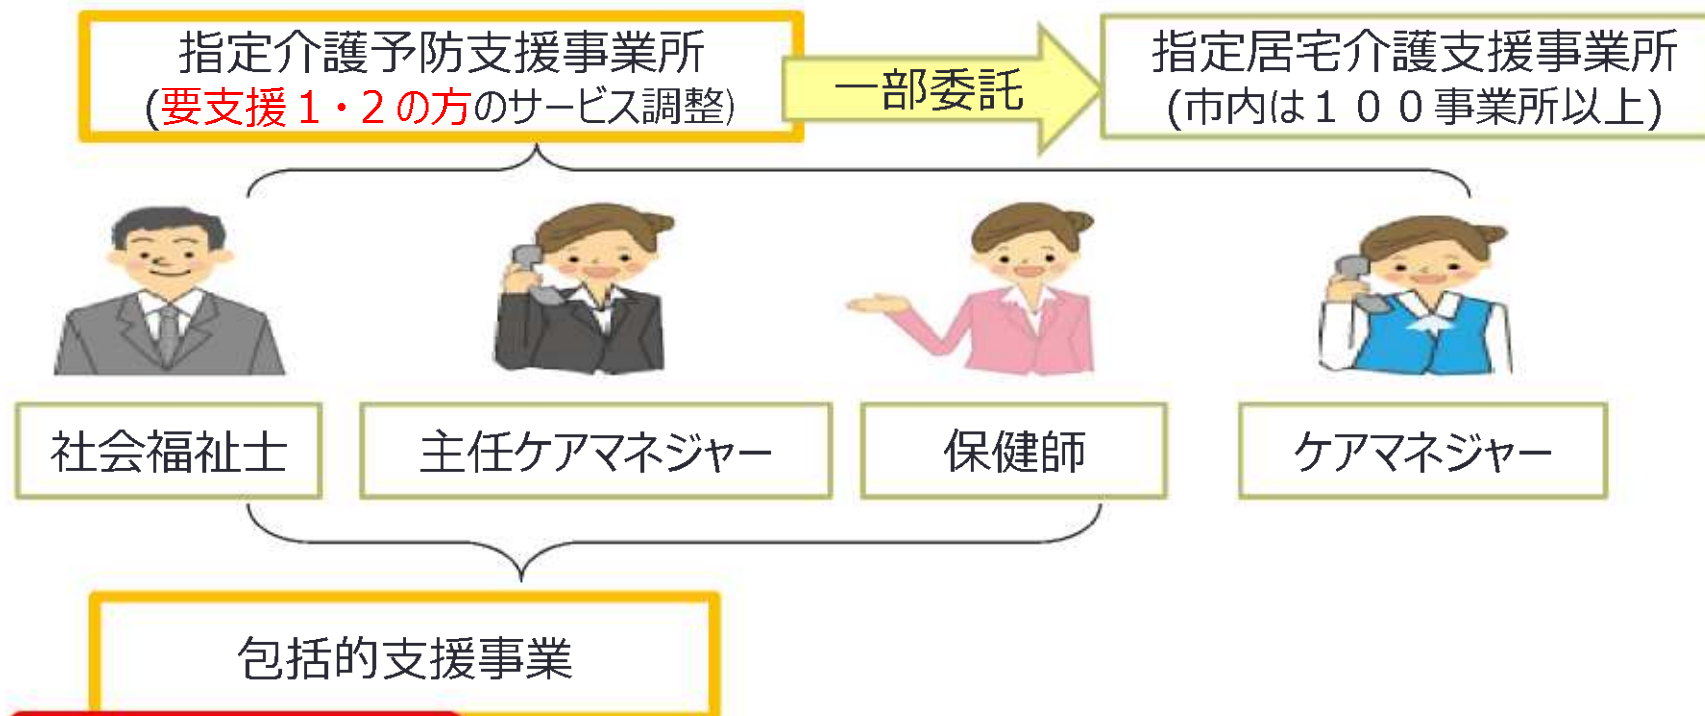 指定介護予防支援事業所
(要支援１・２の方のサービス調整)
一部委託
指定居宅介護支援事業所
(市内は１００事業所以上)
社会福祉士
主任ケアマネジャー
保健師
ケアマネジャー
包括的支援事業